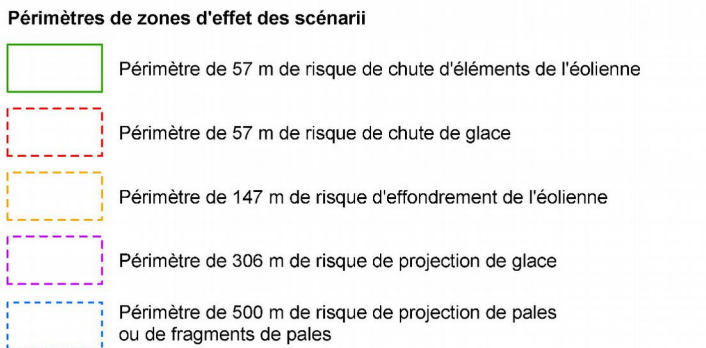 Périmètres de zones d'effet des scénarii
Périmètre de 57 m de risque de chute d'éléments de l'éolienne
Périmètre de 57 m de risque de chute de glace
Périmètre de 147 m de risque d'effondrement de l'éolienne
Périmètre de 306 m de risque de projection de glace
Périmètre de 500 m de risque de projection de pales
ou de fragments de pales